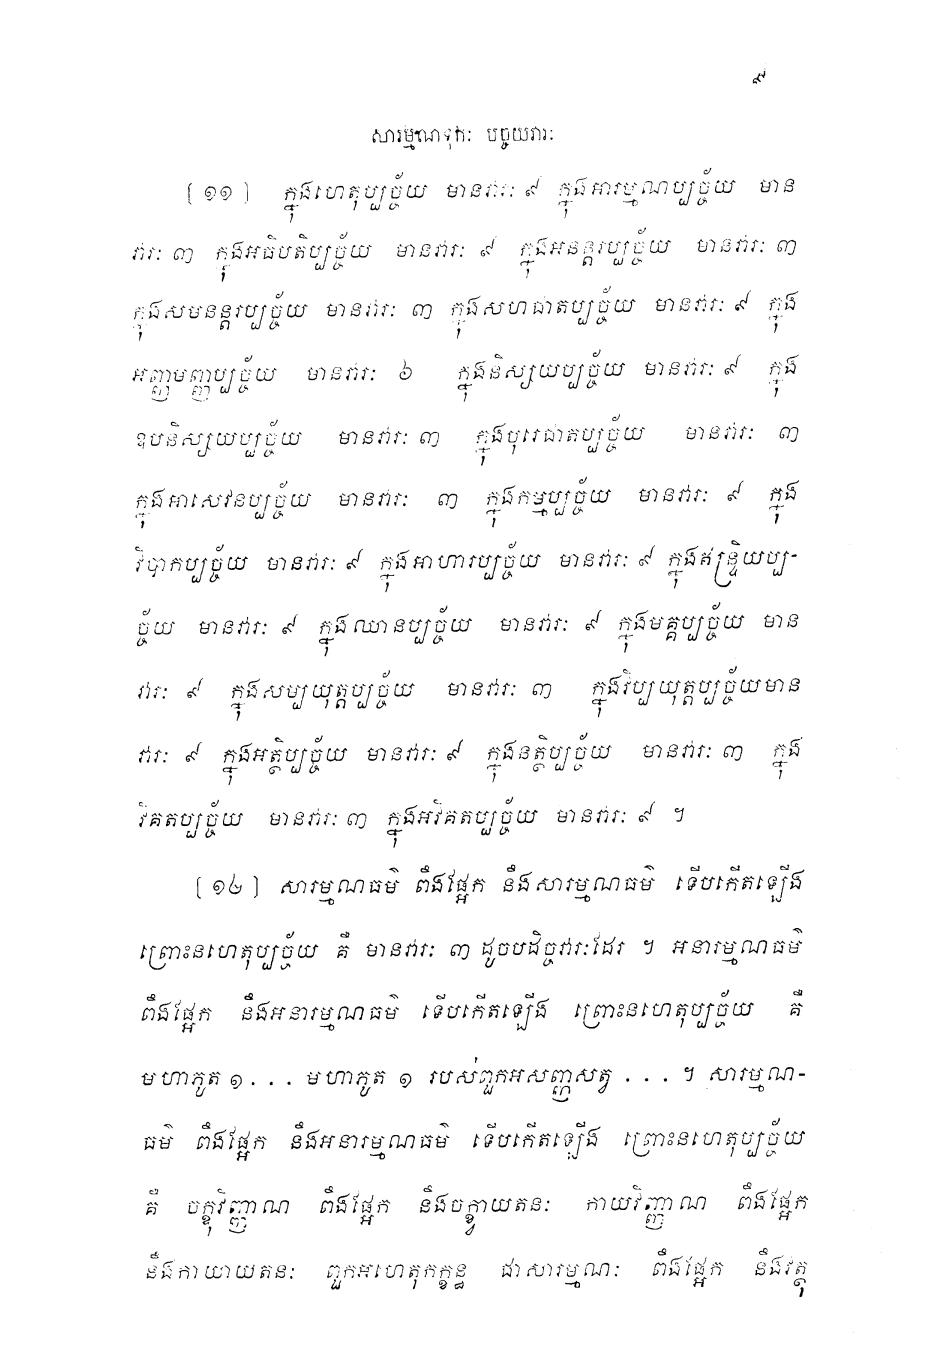 ៩
សារម្មណទុកៈ បច្ចយវារៈ
[ ១១ ] ក្នុងហេតុប្បច្ច័យ មានវារៈ ៩ ក្នុងអារម្មណប្បច្ច័យ មាន
វារៈ ៣ ក្នុងអធិបតិប្បច្ច័យ មានវារៈ ៩ ក្នុងអនន្តរប្បច្ច័យ មានវារៈ ៣
ក្នុងសមនន្តរប្បច្ច័យ មានវារៈ ៣ ក្នុងសហជាតប្បច្ច័យ មានវារៈ ៩ ក្នុង
អញ្ញមញ្ញប្បច្ច័យ មានវារៈ ៦ ក្នុងនិស្សយប្បច្ច័យ មានវារៈ ៩ ក្នុង
ឧបនិស្សយប្បច្ច័យ មានវារៈ ៣ ក្នុងបុរេជាតប្បច្ច័យ មានវារៈ ៣
ក្នុងអាសេវនប្បច្ច័យ មានវារៈ ៣ ក្នុងកម្មប្បច្ច័យ មានវារៈ ៩ ក្នុង
វិបាកប្បច្ច័យ មានវារៈ ៩ ក្នុងអាហារប្បច្ច័យ មានវារៈ ៩ ក្នុងឥន្ទ្រិយប្ប-
ច្ច័យ មានវារៈ ៩ ក្នុងឈានប្បច្ច័យ មានវារៈ ៩ ក្នុងមគ្គប្បច្ច័យ មាន
វារៈ ៩ ក្នុងសម្បយុត្តប្បច្ច័យ មានវារៈ ៣ ក្នុងវិប្បយុត្តប្បច្ច័យមាន
វារៈ ៩ ក្នុងអត្ថិប្បច្ច័យ មានវារៈ ៩ ក្នុងនត្ថិប្បច្ច័យ មានវារៈ ៣ ក្នុង
វិគតប្បច្ច័យ មានវារៈ ៣ ក្នុងអវិគតប្បច្ច័យ មានវារៈ ៩ ។
[ ១២ ] សារម្មណធម៌ ពឹងផ្អែក នឹងសារម្មណធម៌ ទើបកើតឡើង
ព្រោះនហេតុប្បច្ច័យ គឺ មានវារៈ ៣ ដូចបដិច្ចវារៈដែរ ។ អនារម្មណធម៌
ពឹងផ្អែក នឹងអនារម្មណធម៌ ទើបកើតឡើង ព្រោះនហេតុប្បច្ច័យ គឺ
មហាភូត ១ . . . មហាភូត ១ របស់ពួកអសញ្ញសត្វ . . . ។ សារម្មណ-
ធម៌ ពឹងផ្អែក នឹងអនារម្មណធម៌ ទើបកើតឡើង ព្រោះនហេតុប្បច្ច័យ
គឺ ចក្ខុវិញ្ញាណ ពឹងផ្អែក នឹងចក្ខ្វាយតនៈ កាយវិញ្ញាណ ពឹងផ្អែក
នឹងកាយាយតនៈ ពួកអហេតុកក្ខន្ធ ជាសារម្មណៈ ពឹងផ្អែក នឹងវត្ថុ